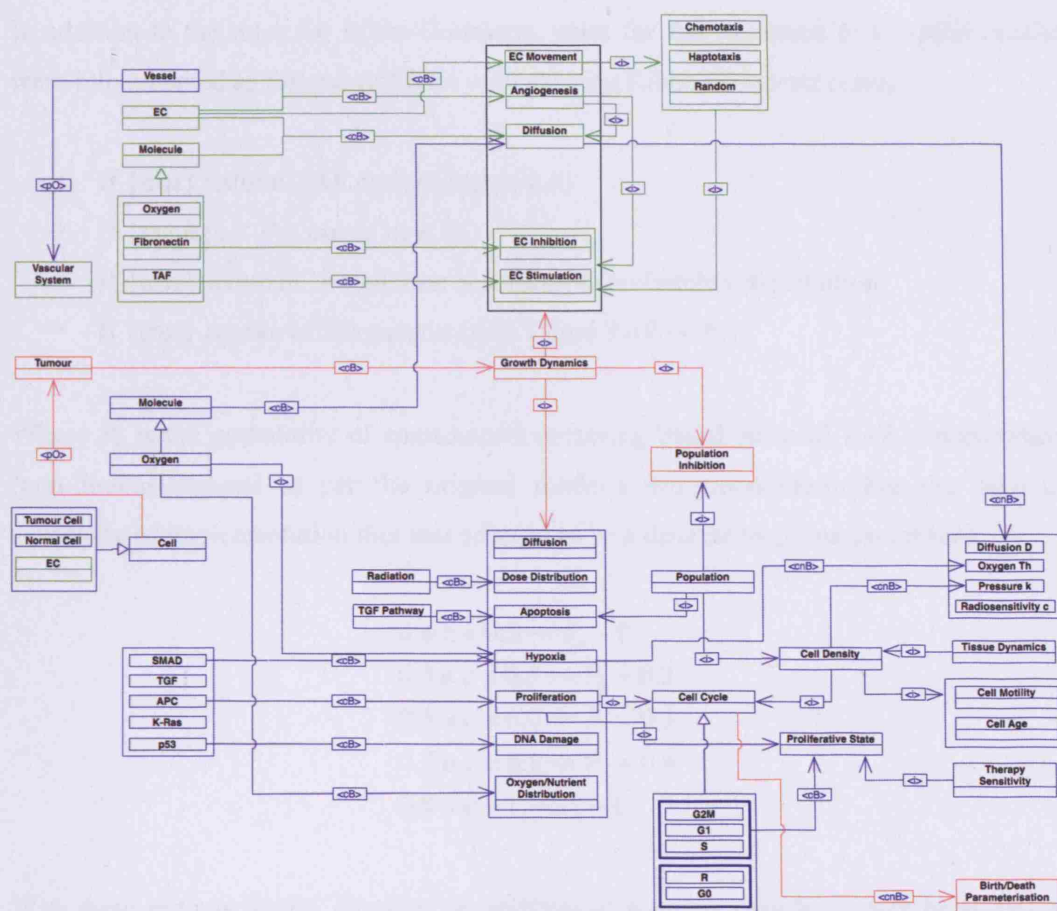 Chemotaxis
Haptotaxis
Random
EC Movement
<i>
<cB>
Vessel
Angiogenesis
<cB>
EC
<i>
Diffusion
<cB>
Molecule
<pO>
<i>
<i>
Oxygen
Fibronectin
<cB>
EC Inhibition
TAF
<cB>
EC Stimulation
Vascular
System
<i>
Tumour
<cB>
Growth Dynamics
<i>
Molecule
<cB>
<i>
<pO>
Oxygen
<i>
Population
Inhibition
<i>
<cnB>
Tumour Cell
Normal Cell
EC
Cell
Diffusion
Diffusion D
<cnB>
Oxygen Th
Radiation
<cB>
Dose Distribution
Population
<cnB>
Pressure k
TGF Pathway
<cB>
Apoptosis
<i>
Radiosensitivity c
SMAD
<cB>
Hypoxia
<i>
Cell Density
<i>
Tissue Dynamics
TGF
APC
<cB>
Proliferation
<i>
Cell Cycle
<i>
<i>
Cell Motility
K-Ras
Cell Age
p53
<cB>
DNA Damage
<i>
Proliferative State
<cB>
Oxygen/Nutrient
Distribution
<i>
Therapy
Sensitivity
<cB>
G2M
G1
S
R
G0
<cnB>
Birth/Death
Parameterisation